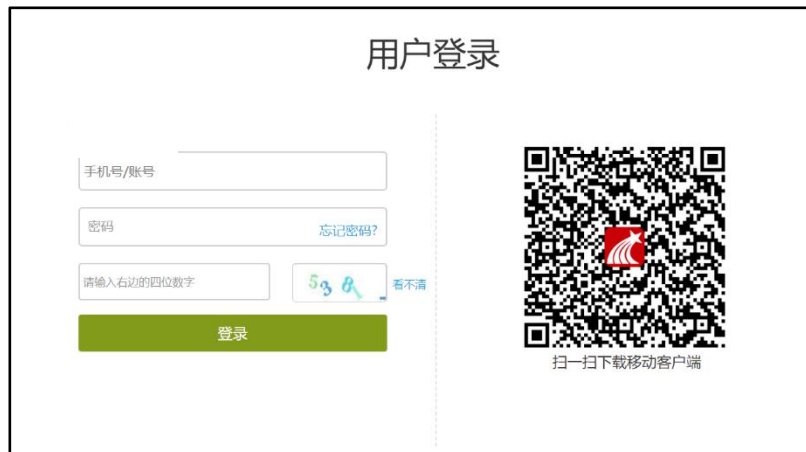 用户登录
手机号/账号
密码
忘记密码?
请输入右边的四位数字
看不清
登录
扫一扫下载移动客户端